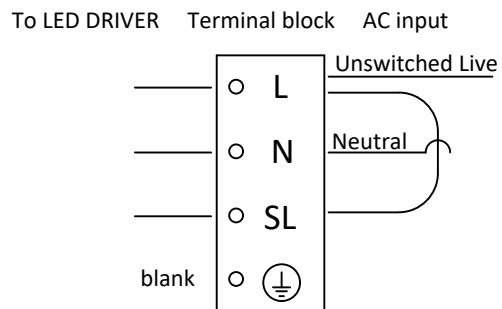 To LED DRIVER Terminal block AC input
Unswitched Live
L
N Neutral
SL
blank